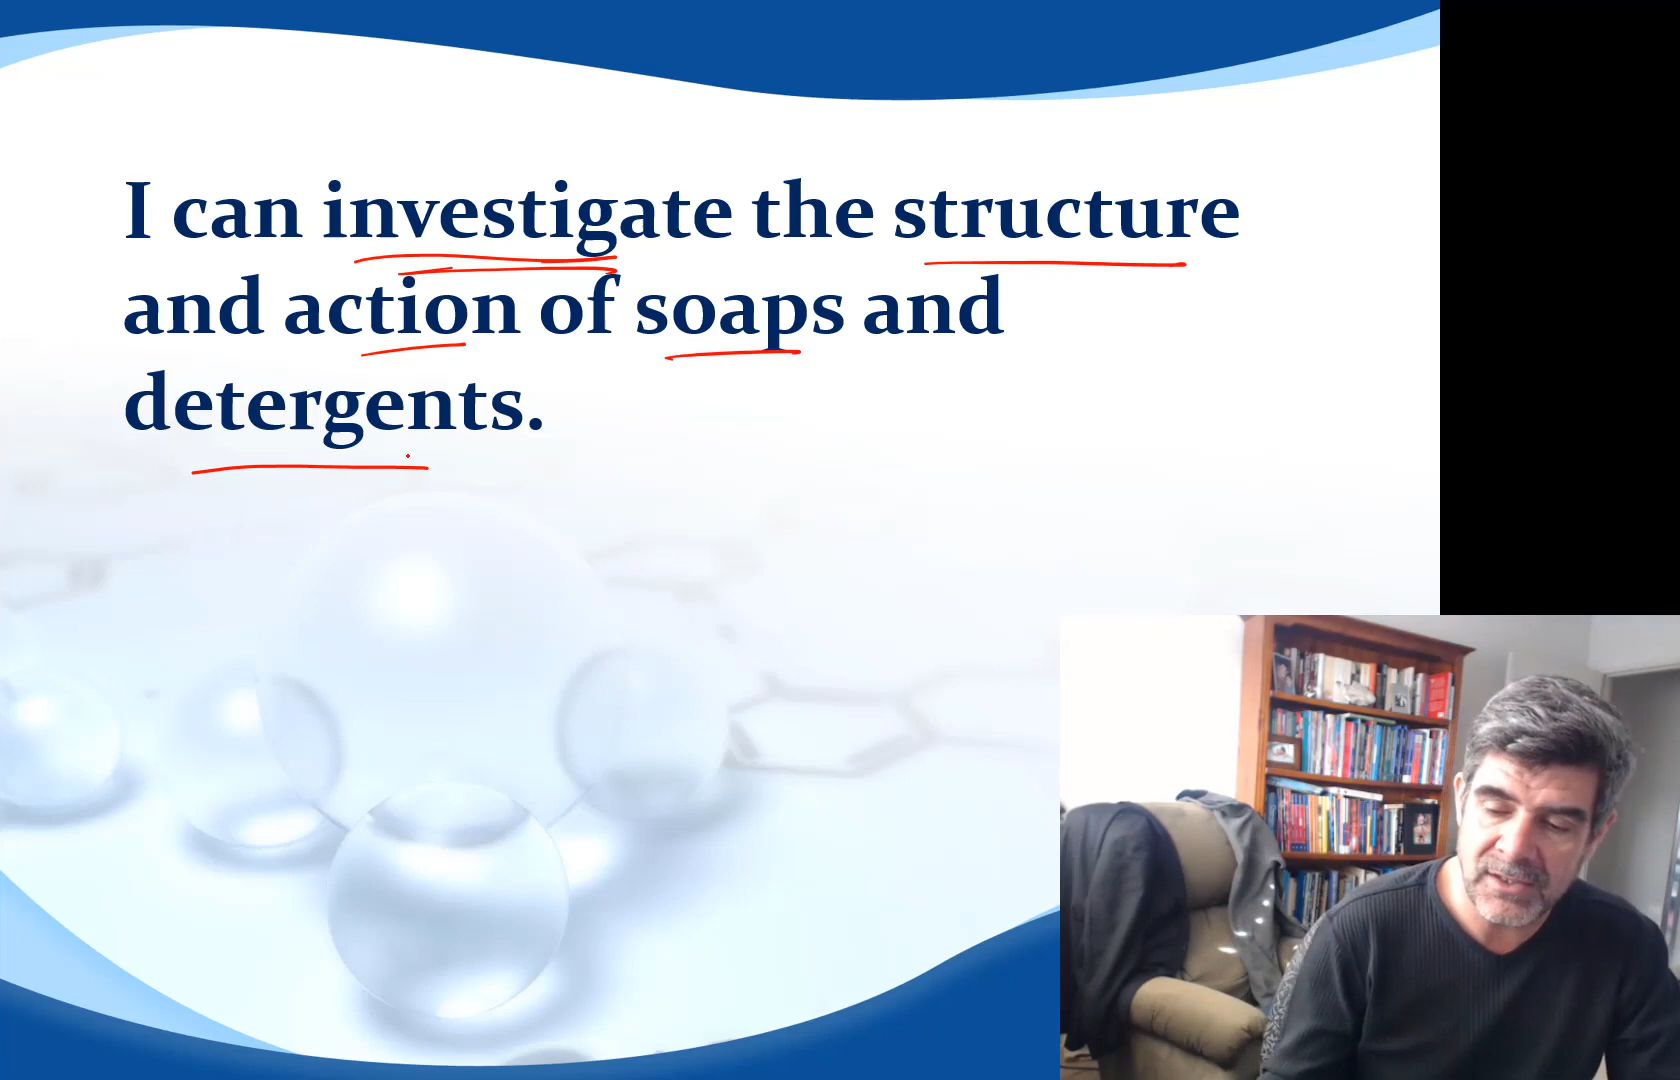 I can investigate the structure
and action of soaps and
detergents.